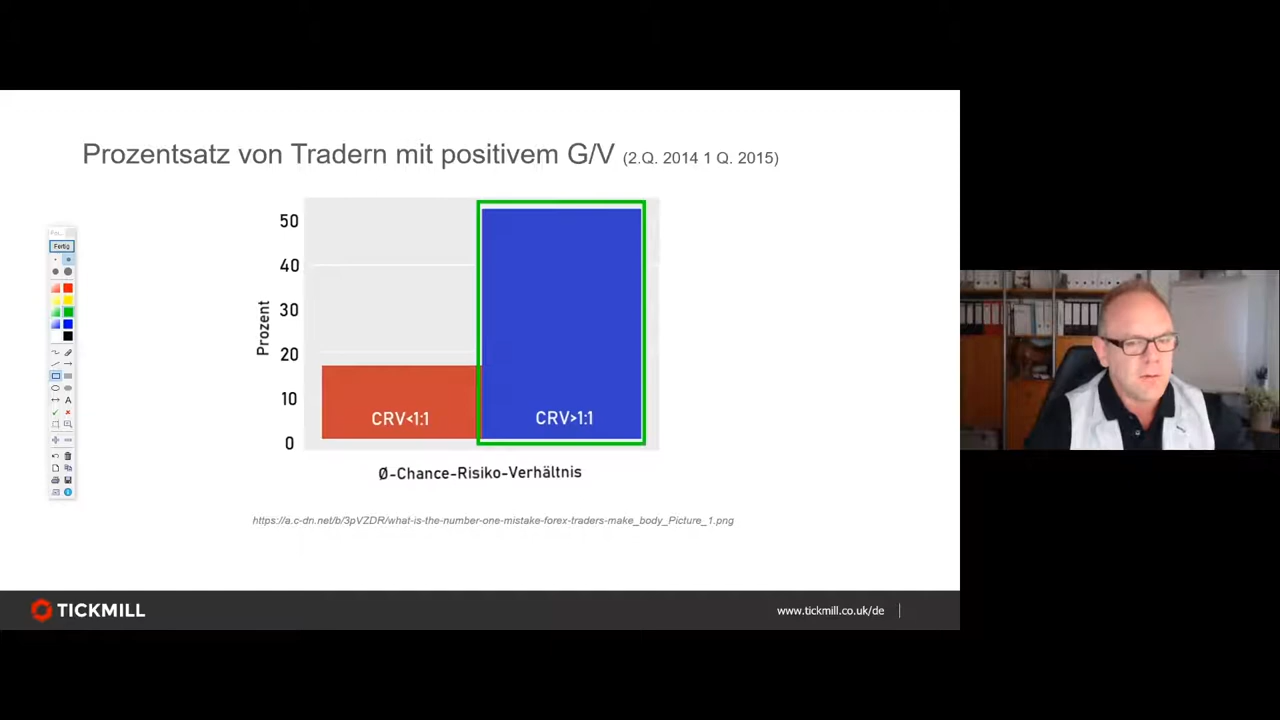 Prozentsatz von Tradern mit positivem G/V (2.Q. 2014 1 Q. 2015)
Fertig
A
50
40
30
20
10
0
Prozent
CRV<1:1
CRV>1:1
Ø-Chance-Risiko-Verhältnis
https://a.c-dn.net/b/3pVZDR/what-is-the-number-one-mistake-forex-traders-make_body_Picture_1.png
TICKMILL
www.tickmill.co.uk/de